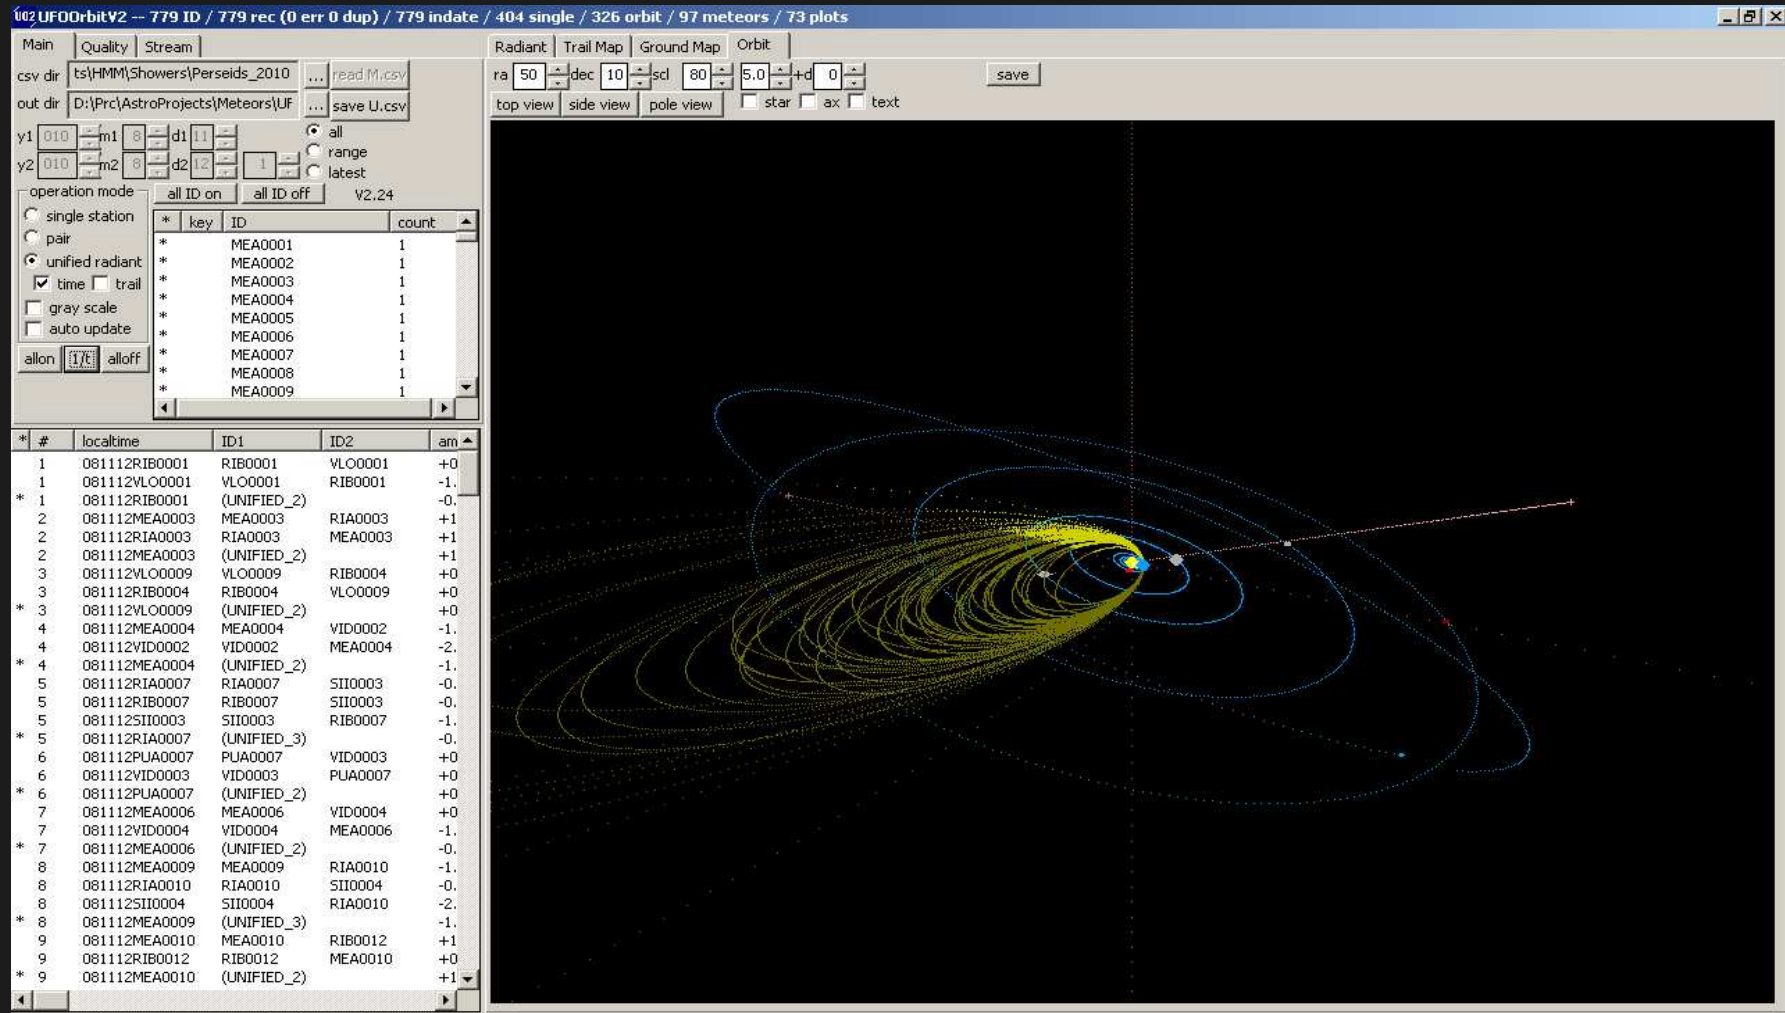 UO2 UFOOrbitV2 -- 779 ID / 779 rec (0 err 0 dup) / 779 indate / 404 single / 326 orbit / 97 meteors / 73 plots
Main Quality Stream
csv dir ts\HMM\Showers\Perseids_2010 ... read M.csv
out dir D:\Prc\AstroProjects\Meteors\UF ... save U.csv
y1 010 m1 8 d1 11 all
range
y2 010 m2 8 d2 12 1 latest
operation mode all ID on all ID off V2.24
single station
pair
unified radiant
time trail
gray scale
auto update
allon 1/t alloff
* key ID count
* MEA0001 1
* MEA0002 1
* MEA0003 1
* MEA0004 1
* MEA0005 1
* MEA0006 1
* MEA0007 1
* MEA0008 1
* MEA0009 1
* # localtime ID1 ID2 am
1 081112RIB0001 RIB0001 VLO0001 +0
1 081112VLO0001 VLO0001 RIB0001 -1.
* 1 081112RIB0001 (UNIFIED_2) -0.
2 081112MEA0003 MEA0003 RIA0003 +1
2 081112RIA0003 RIA0003 MEA0003 +1
2 081112MEA0003 (UNIFIED_2) +1
3 081112VLO0009 VLO0009 RIB0004 +0
3 081112RIB0004 RIB0004 VLO0009 +0
* 3 081112VLO0009 (UNIFIED_2) +0
4 081112MEA0004 MEA0004 VID0002 -1.
4 081112VID0002 VID0002 MEA0004 -2.
* 4 081112MEA0004 (UNIFIED_2) -1.
5 081112RIA0007 RIA0007 SII0003 -0.
5 081112RIB0007 RIB0007 SII0003 -0.
5 081112SII0003 SII0003 RIB0007 -1.
* 5 081112RIA0007 (UNIFIED_3) -0.
6 081112PUA0007 PUA0007 VID0003 +0
6 081112VID0003 VID0003 PUA0007 +0
* 6 081112PUA0007 (UNIFIED_2) +0
7 081112MEA0006 MEA0006 VID0004 +0
7 081112VID0004 VID0004 MEA0006 -1.
* 7 081112MEA0006 (UNIFIED_2) -0.
8 081112MEA0009 MEA0009 RIA0010 -1.
8 081112RIA0010 RIA0010 SII0004 -0.
8 081112SII0004 SII0004 RIA0010 -2.
* 8 081112MEA0009 (UNIFIED_3) -1.
9 081112MEA0010 MEA0010 RIB0012 +1
9 081112RIB0012 RIB0012 MEA0010 +0
* 9 081112MEA0010 (UNIFIED_2) +1
Radiant Trail Map Ground Map Orbit
ra 50 dec 10 scl 80 5.0 +d 0 save
top view side view pole view star ax text